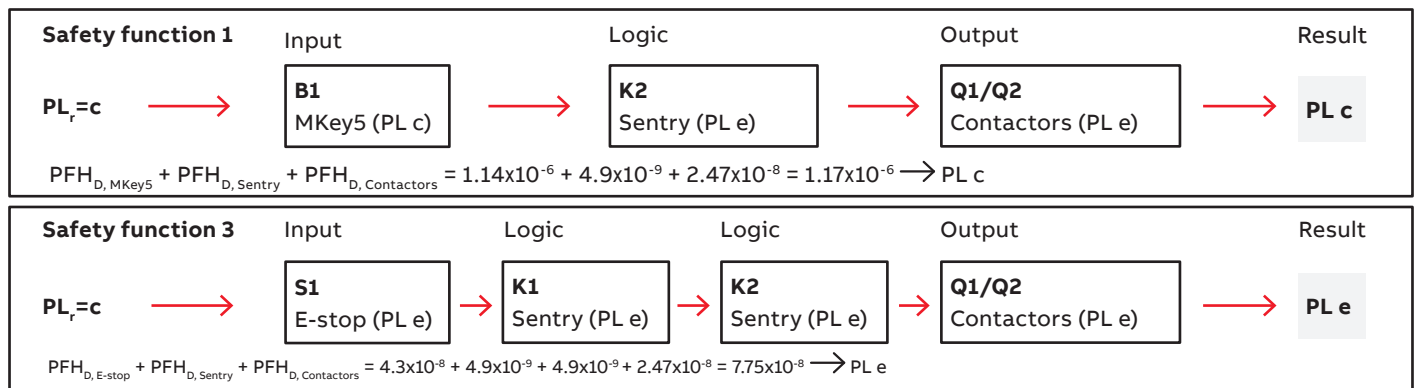 Safety function 1 Input Logic Output Result
PLr=c B1 MKey5 (PL c) K2 Sentry (PL e) Q1/Q2 Contactors (PL e) PL c
PFHD, MKey5 + PFHD, Sentry + PFHD, Contactors = 1.14x10-6 + 4.9x10-9 + 2.47x10-8 = 1.17x10-6 → PL c
Safety function 3 Input Logic Logic Output Result
PLr=c S1 E-stop (PL e) K1 Sentry (PL e) K2 Sentry (PL e) Q1/Q2 Contactors (PL e) PL e
PFHD, E-stop + PFHD, Sentry + PFHD, Contactors = 4.3x10-8 + 4.9x10-9 + 4.9x10-9 + 2.47x10-8 = 7.75x10-8 → PL e